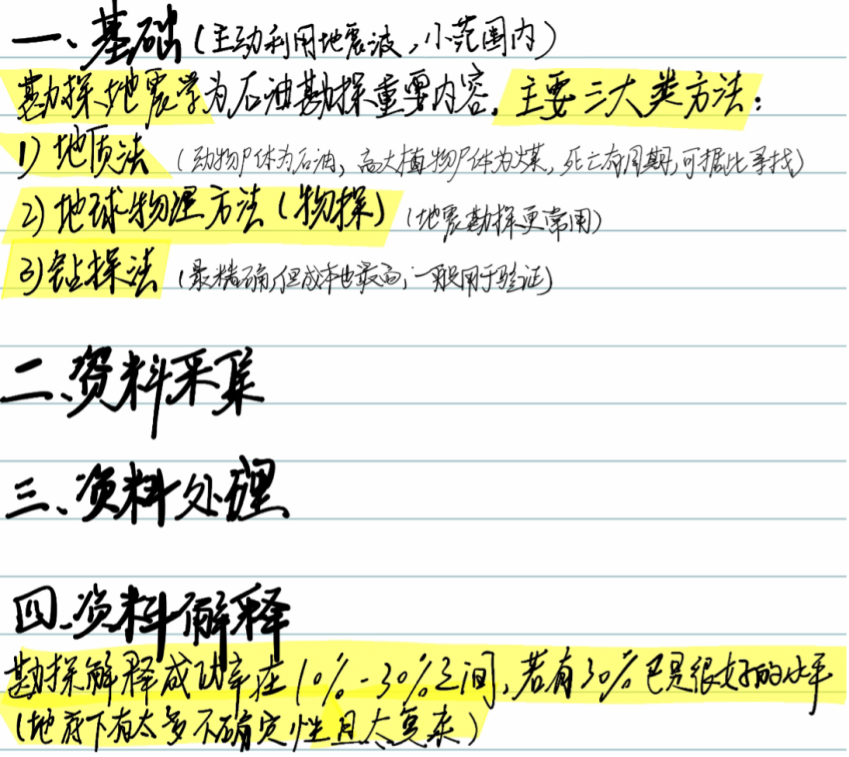 一、基础(主动利用地震波,小范围内)
勘探地震学为石油勘探重要内容。主要三大类方法:
1) 地质法 (动物尸体为石油,高大植物尸体为煤,死亡有周期,可据此寻找)
2) 地球物理方法(物探) (地震勘探更常用)
3) 钻探法 (最精确,但成本也最高,一般用于验证)
二、资料采集
三、资料处理
四、资料解释
勘探解释成功率在10%-30%之间,若有30%已是很好的水平
(地底下有太多不确定性且太复杂)